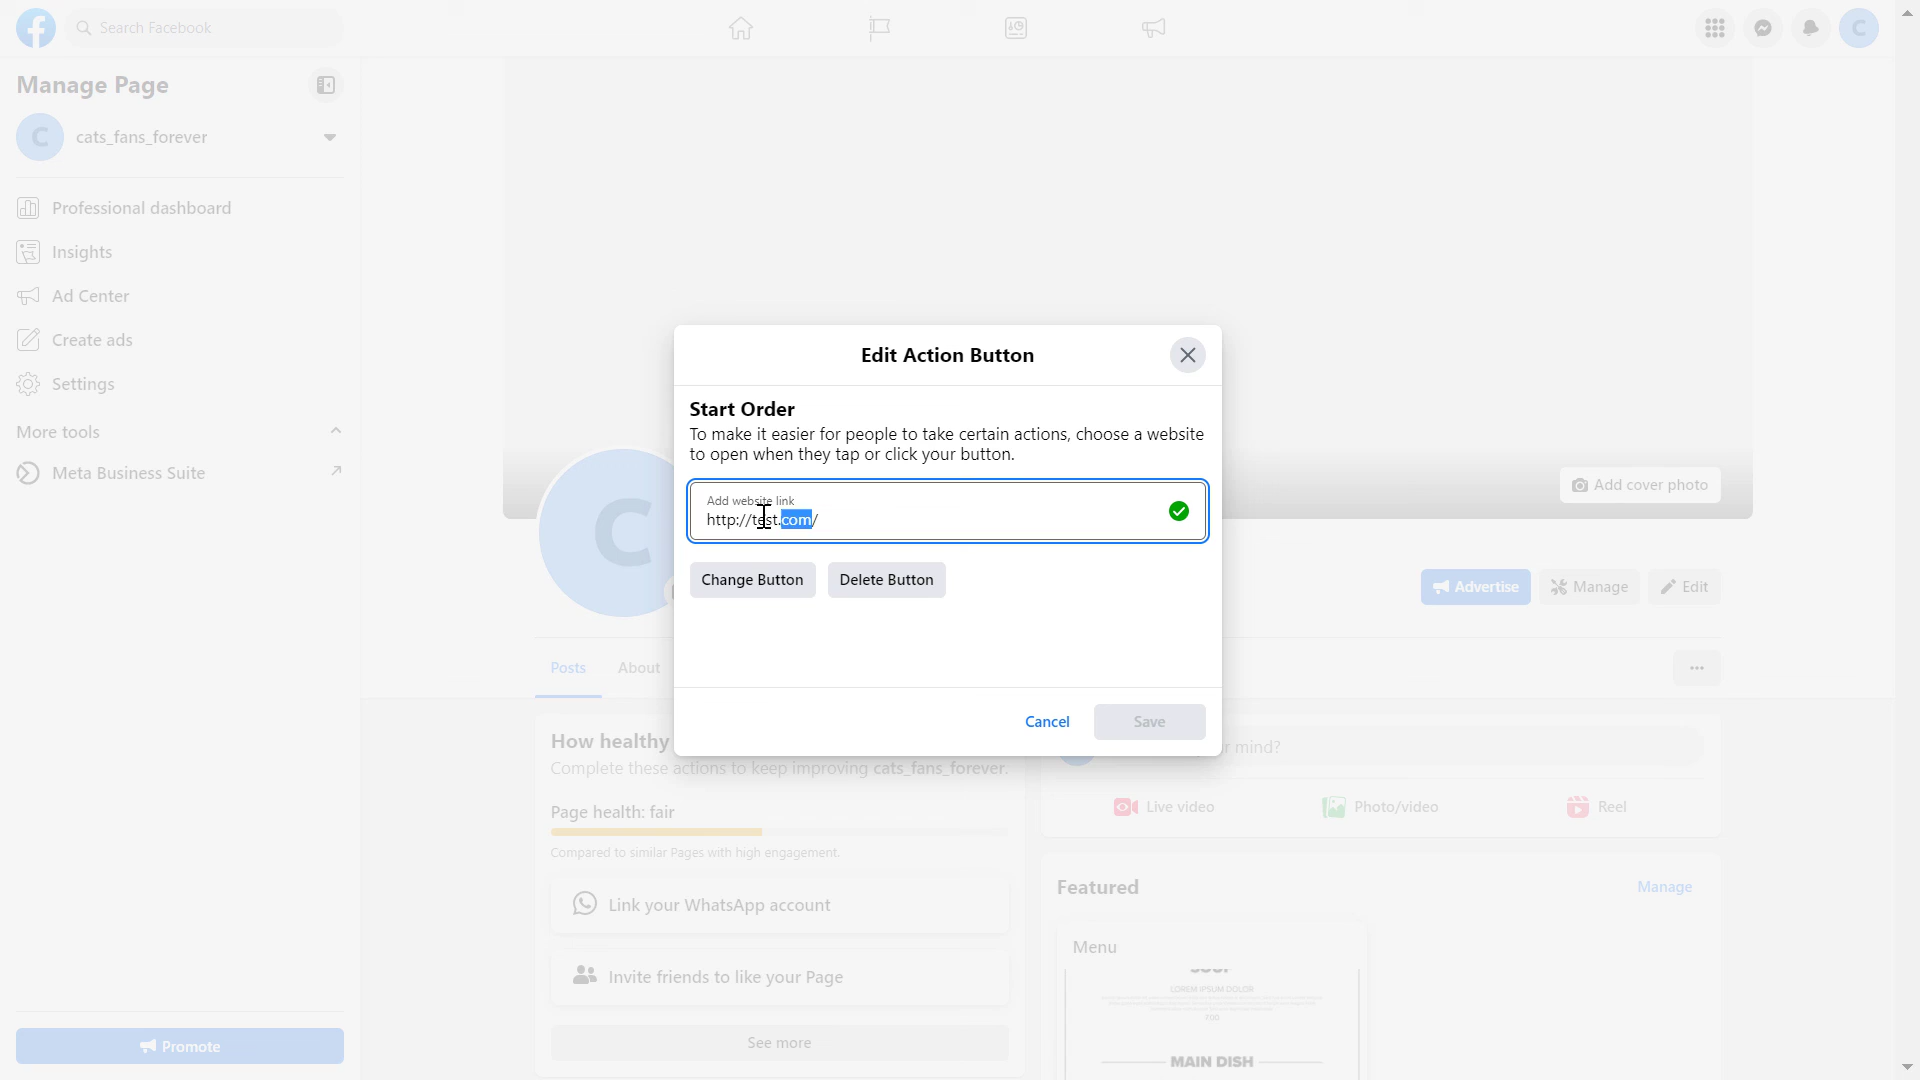 Search Facebook
Manage Page
C
C
cats_fans_forever
Professional dashboard
Insights
Ad Center
Create ads
Settings
More tools
Meta Business Suite
Promote
Add cover photo
C
Advertise
Manage
Edit
Posts
About
Edit Action Button
Start Order
To make it easier for people to take certain actions, choose a website
to open when they tap or click your button.
Add website link
http://test.com/
Change Button
Delete Button
Cancel
Save
How healthy
Complete these actions to keep improving cats_fans_forever.
Page health: fair
Compared to similar Pages with high engagement.
Link your WhatsApp account
Invite friends to like your Page
See more
r mind?
Live video
Photo/video
Reel
Featured
Manage
Menu
LOREM IPSUM DOLOR
MAIN DISH